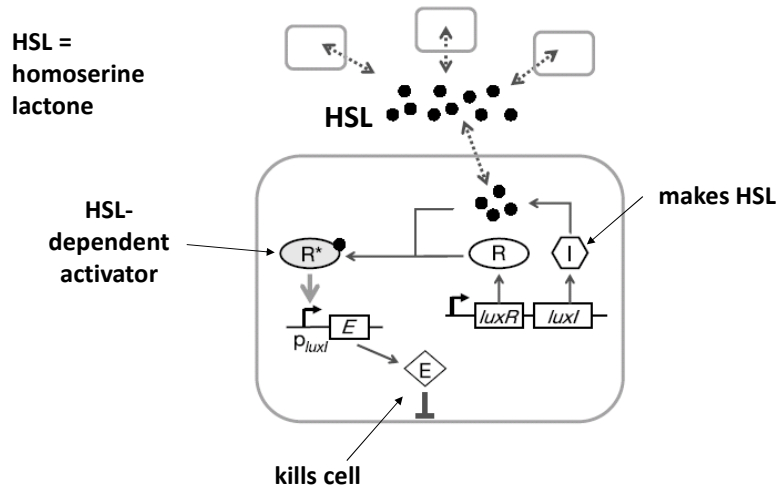 HSL =
homoserine
lactone
HSL
makes HSL
HSL-
dependent
activator
R*
R
I
luxR
luxI
E
pluxI
E
kills cell